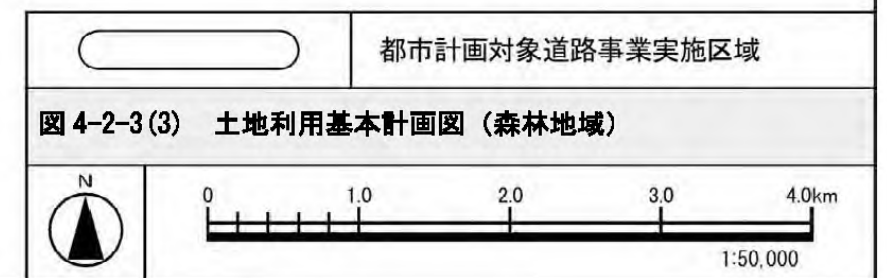 都市計画対象道路事業実施区域
図 4-2-3(3)　土地利用基本計画図（森林地域）
N
0 1.0 2.0 3.0 4.0km
1:50,000